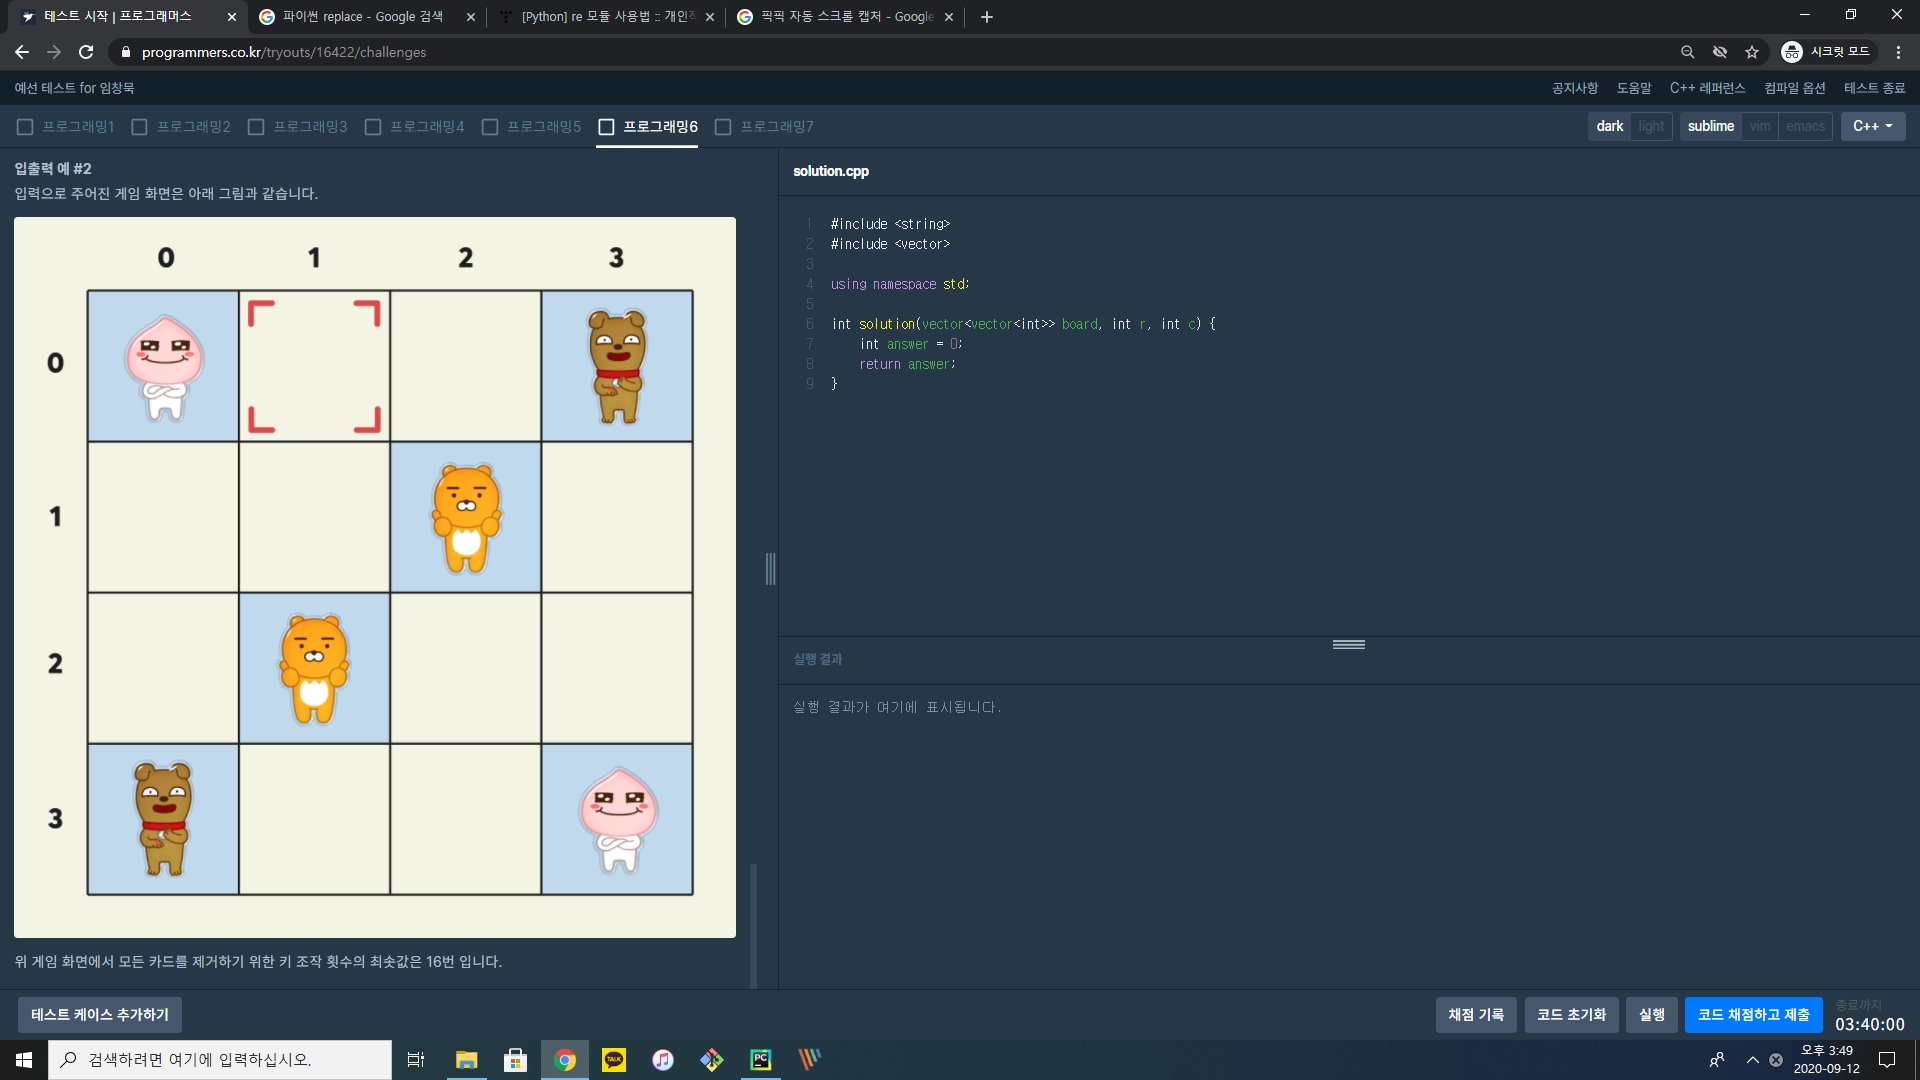 테스트 시작 | 프로그래머스
파이썬 replace - Google 검색
[Python] re 모듈 사용법 :: 개인적
픽픽 자동 스크롤 캡처 - Google
programmers.co.kr/tryouts/16422/challenges
시크릿 모드
예선 테스트 for 임창묵
공지사항 도움말 C++ 레퍼런스 컴파일 옵션 테스트 종료
프로그래밍1 프로그래밍2 프로그래밍3 프로그래밍4 프로그래밍5 프로그래밍6 프로그래밍7
dark light sublime vim emacs C++
입출력 예 #2
입력으로 주어진 게임 화면은 아래 그림과 같습니다.
0 1 2 3
0
1
2
3
위 게임 화면에서 모든 카드를 제거하기 위한 키 조작 횟수의 최솟값은 16번 입니다.
solution.cpp
1 #include <string>
2 #include <vector>
3
4 using namespace std;
5
6 int solution(vector<vector<int>> board, int r, int c) {
7 int answer = 0;
8 return answer;
9 }
실행 결과
실행 결과가 여기에 표시됩니다.
테스트 케이스 추가하기
채점 기록 코드 초기화 실행 코드 채점하고 제출
종료까지
03:40:00
검색하려면 여기에 입력하십시오.
TALK
PC
오후 3:49
2020-09-12